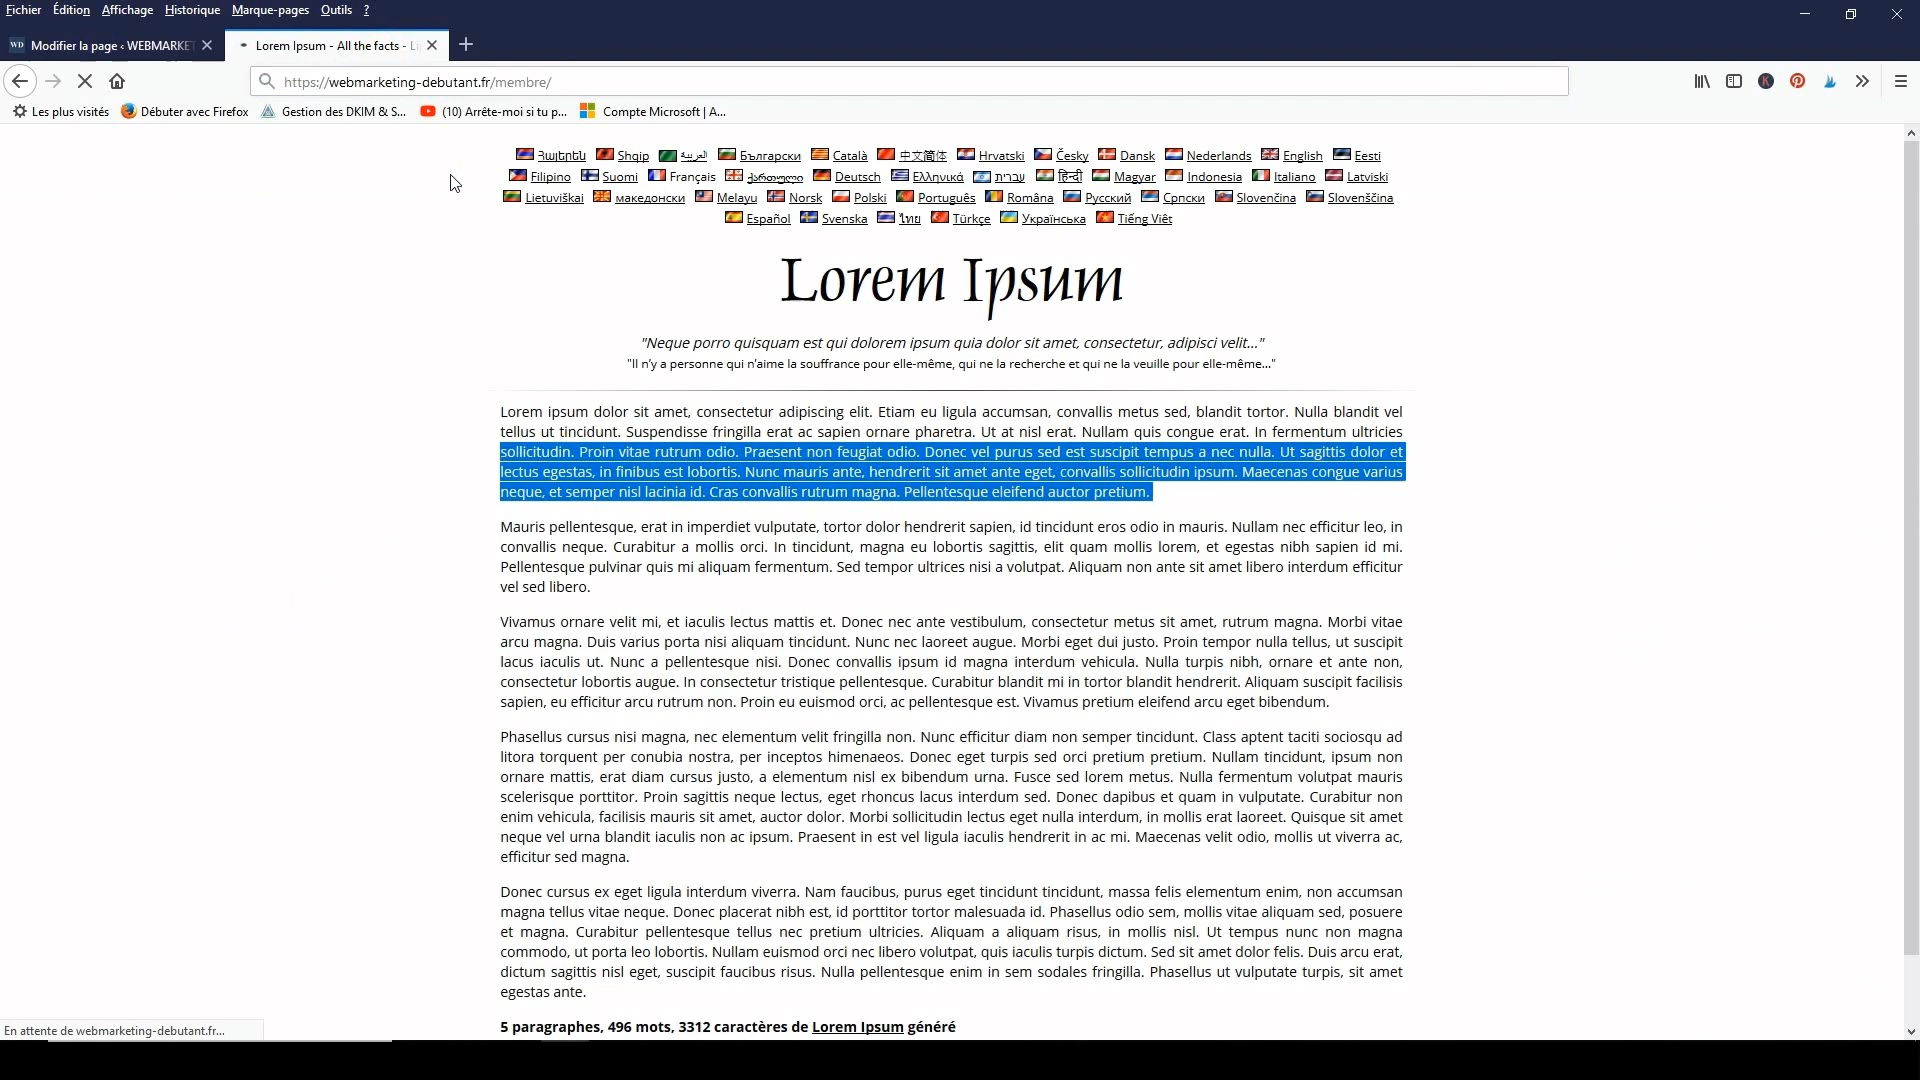 Fichier Édition Affichage Historique Marque-pages Outils ?
WD Modifier la page ‹ WEBMARKET Lorem Ipsum - All the facts - Li
https://webmarketing-debutant.fr/membre/
Les plus visités Débuter avec Firefox Gestion des DKIM & S... (10) Arrête-moi si tu p... Compte Microsoft | A...
Հայերեն Shqip العربية Български Català 中文简体 Hrvatski Česky Dansk Nederlands English Eesti
Filipino Suomi Français ქართული Deutsch Ελληνικά עברית हिन्दी Magyar Indonesia Italiano Latviski
Lietuviškai македонски Melayu Norsk Polski Português Româna Русский Српски Slovenčina Slovenščina
Español Svenska ไทย Türkçe Українська Tiếng Việt
Lorem Ipsum
"Neque porro quisquam est qui dolorem ipsum quia dolor sit amet, consectetur, adipisci velit..."
"Il n'y a personne qui n'aime la souffrance pour elle-même, qui ne la recherche et qui ne la veuille pour elle-même..."
Lorem ipsum dolor sit amet, consectetur adipiscing elit. Etiam eu ligula accumsan, convallis metus sed, blandit tortor. Nulla blandit vel
tellus ut tincidunt. Suspendisse fringilla erat ac sapien ornare pharetra. Ut at nisl erat. Nullam quis congue erat. In fermentum ultricies
sollicitudin. Proin vitae rutrum odio. Praesent non feugiat odio. Donec vel purus sed est suscipit tempus a nec nulla. Ut sagittis dolor et
lectus egestas, in finibus est lobortis. Nunc mauris ante, hendrerit sit amet ante eget, convallis sollicitudin ipsum. Maecenas congue varius
neque, et semper nisl lacinia id. Cras convallis rutrum magna. Pellentesque eleifend auctor pretium.
Mauris pellentesque, erat in imperdiet vulputate, tortor dolor hendrerit sapien, id tincidunt eros odio in mauris. Nullam nec efficitur leo, in
convallis neque. Curabitur a mollis orci. In tincidunt, magna eu lobortis sagittis, elit quam mollis lorem, et egestas nibh sapien id mi.
Pellentesque pulvinar quis mi aliquam fermentum. Sed tempor ultrices nisi a volutpat. Aliquam non ante sit amet libero interdum efficitur
vel sed libero.
Vivamus ornare velit mi, et iaculis lectus mattis et. Donec nec ante vestibulum, consectetur metus sit amet, rutrum magna. Morbi vitae
arcu magna. Duis varius porta nisi aliquam tincidunt. Nunc nec laoreet augue. Morbi eget dui justo. Proin tempor nulla tellus, ut suscipit
lacus iaculis ut. Nunc a pellentesque nisi. Donec convallis ipsum id magna interdum vehicula. Nulla turpis nibh, ornare et ante non,
consectetur lobortis augue. In consectetur tristique pellentesque. Curabitur blandit mi in tortor blandit hendrerit. Aliquam suscipit facilisis
sapien, eu efficitur arcu rutrum non. Proin eu euismod orci, ac pellentesque est. Vivamus pretium eleifend arcu eget bibendum.
Phasellus cursus nisi magna, nec elementum velit fringilla non. Nunc efficitur diam non semper tincidunt. Class aptent taciti sociosqu ad
litora torquent per conubia nostra, per inceptos himenaeos. Donec eget turpis sed orci pretium pretium. Nullam tincidunt, ipsum non
ornare mattis, erat diam cursus justo, a elementum nisl ex bibendum urna. Fusce sed lorem metus. Nulla fermentum volutpat mauris
scelerisque porttitor. Proin sagittis neque lectus, eget rhoncus lacus interdum sed. Donec dapibus et quam in vulputate. Curabitur non
enim vehicula, facilisis mauris sit amet, auctor dolor. Morbi sollicitudin lectus eget nulla interdum, in mollis erat laoreet. Quisque sit amet
neque vel urna blandit iaculis non ac ipsum. Praesent in est vel ligula iaculis hendrerit in ac mi. Maecenas velit odio, mollis ut viverra ac,
efficitur sed magna.
Donec cursus ex eget ligula interdum viverra. Nam faucibus, purus eget tincidunt tincidunt, massa felis elementum enim, non accumsan
magna tellus vitae neque. Donec placerat nibh est, id porttitor tortor malesuada id. Phasellus odio sem, mollis vitae aliquam sed, posuere
et magna. Curabitur pellentesque tellus nec pretium ultricies. Aliquam a aliquam risus, in mollis nisl. Ut tempus nunc non magna
commodo, ut porta leo lobortis. Nullam euismod orci nec libero volutpat, quis iaculis turpis dictum. Sed sit amet dolor felis. Duis arcu erat,
dictum sagittis nisl eget, suscipit faucibus risus. Nulla pellentesque enim in sem sodales fringilla. Phasellus ut vulputate turpis, sit amet
egestas ante.
5 paragraphes, 496 mots, 3312 caractères de Lorem Ipsum généré
En attente de webmarketing-debutant.fr...